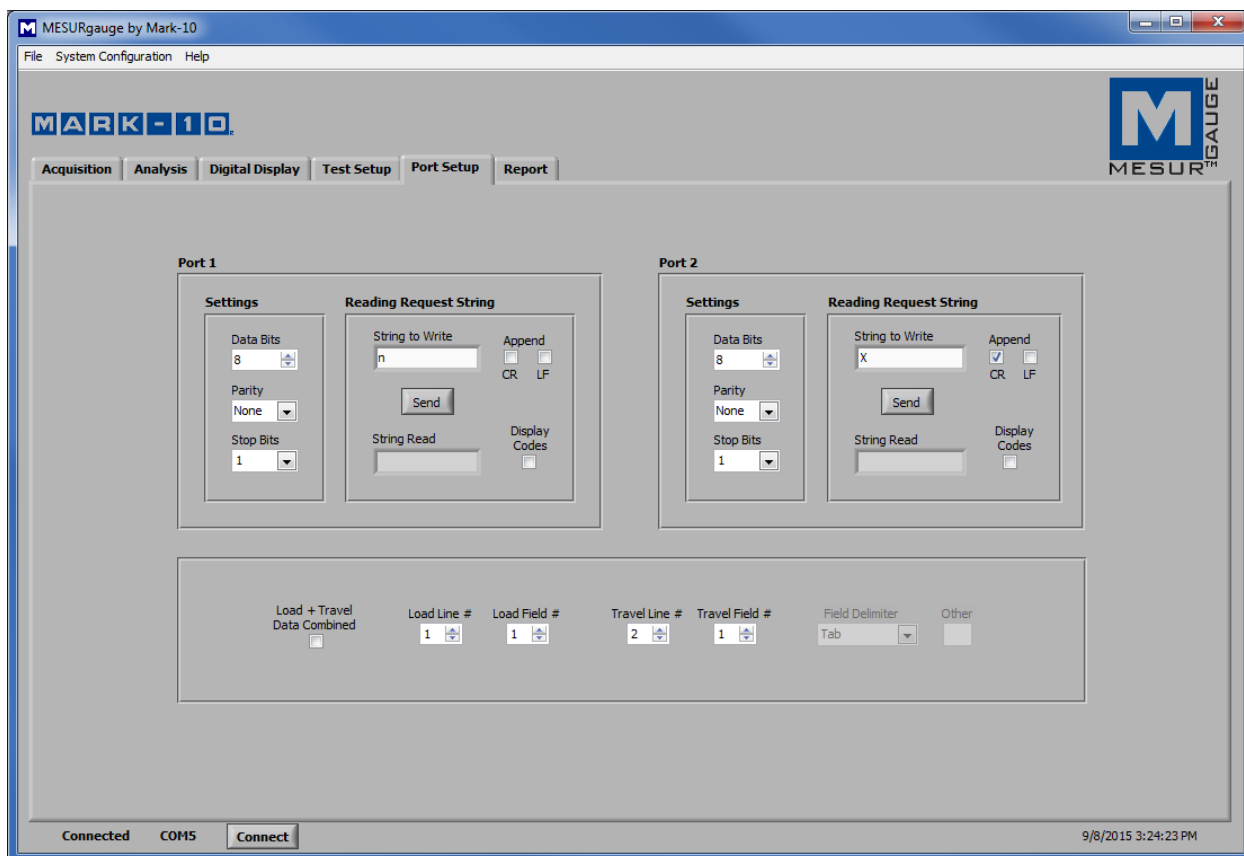 MESURgauge by Mark-10
File System Configuration Help
MARK-10®
MESUR™ GAUGE
Acquisition Analysis Digital Display Test Setup Port Setup Report
Port 1
Settings
Data Bits
8
Parity
None
Stop Bits
1
Reading Request String
String to Write
n
Append
CR LF
Send
String Read
Display
Codes
Port 2
Settings
Data Bits
8
Parity
None
Stop Bits
1
Reading Request String
String to Write
X
Append
CR LF
Send
String Read
Display
Codes
Load + Travel
Data Combined
Load Line #
1
Load Field #
1
Travel Line #
2
Travel Field #
1
Field Delimiter
Tab
Other
Connected COM5 Connect 9/8/2015 3:24:23 PM